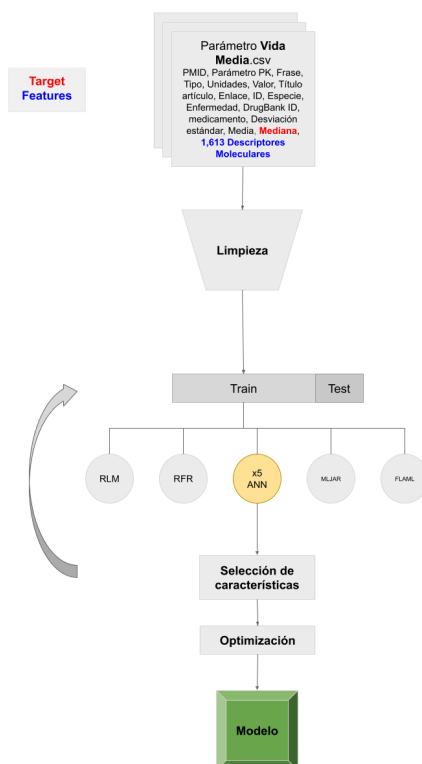 Parámetro Vida
Media.csv
PMID, Parámetro PK, Frase,
Tipo, Unidades, Valor, Título
artículo, Enlace, ID, Especie,
Enfermedad, DrugBank ID,
medicamento, Desviación
estándar, Media, Mediana,
1,613 Descriptores
Moleculares
Target
Features
Limpieza
Train
Test
RLM
RFR
x5
ANN
MLJAR
FLAML
Selección de
características
Optimización
Modelo